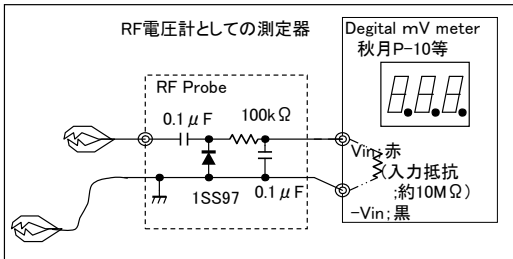 RF電圧計としての測定器
Degital mV meter
秋月P-10等
RF Probe
0.1μF
100kΩ
Vin;赤
(入力抵抗
;約10MΩ)
1SS97
0.1μF
-Vin;黒